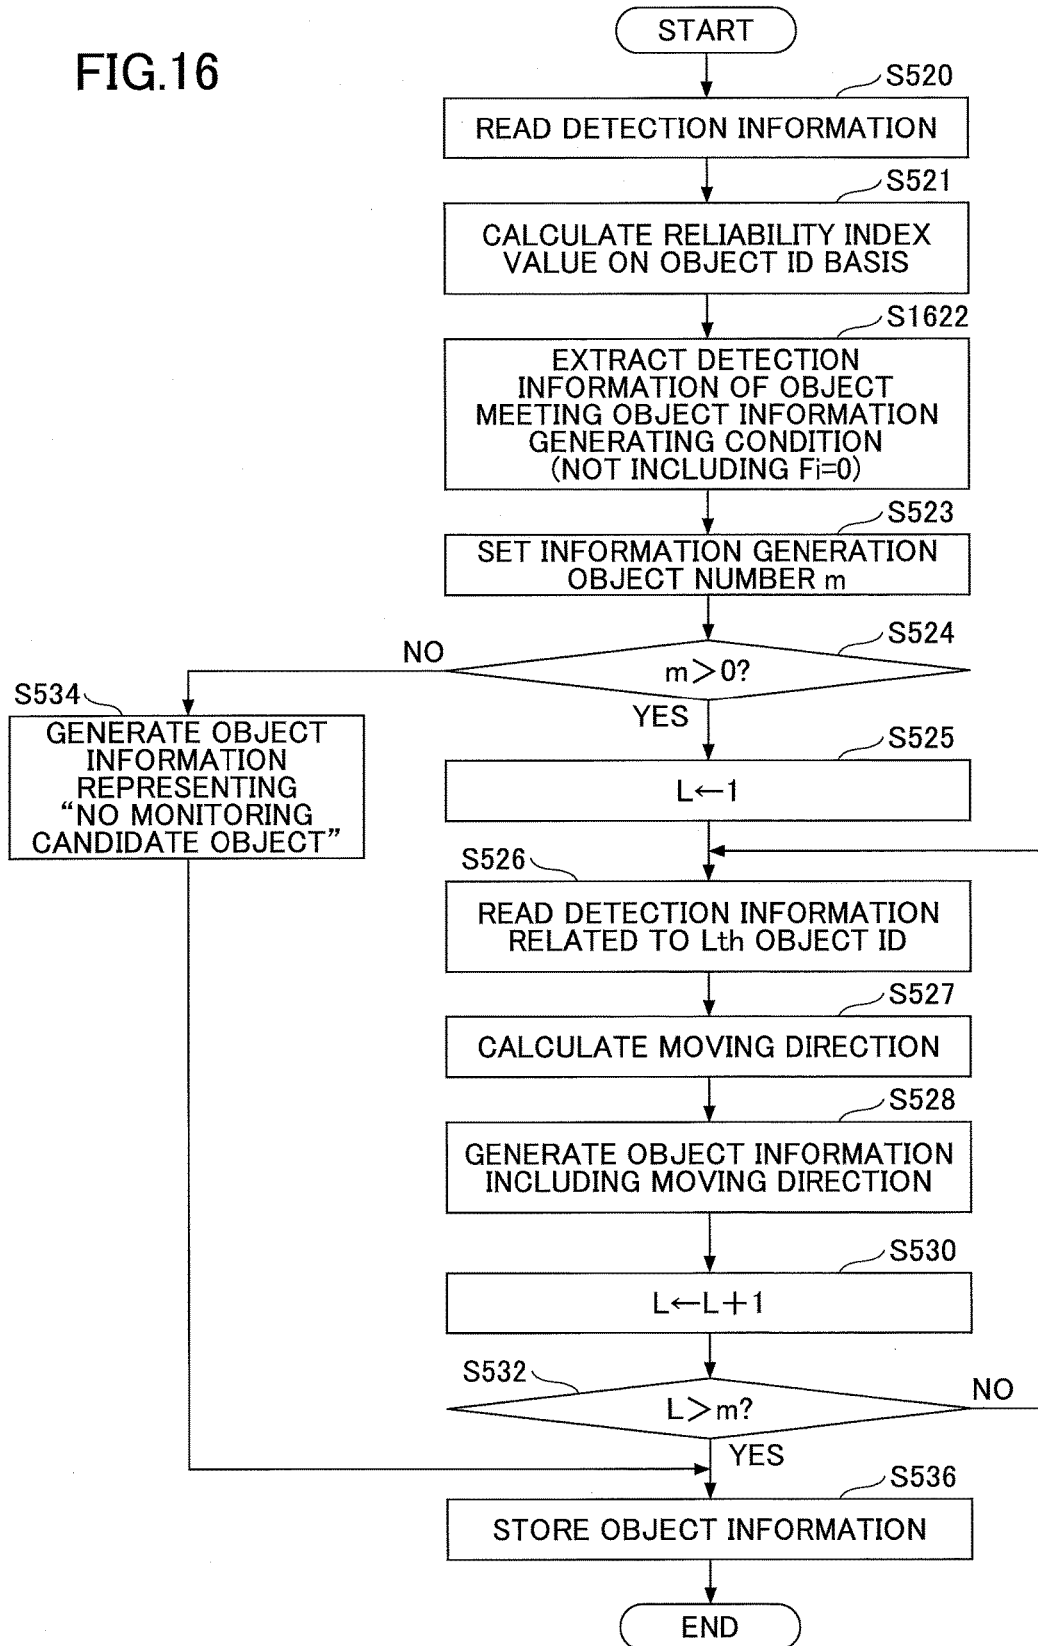 FIG.16
START
S520
READ DETECTION INFORMATION
S521
CALCULATE RELIABILITY INDEX
VALUE ON OBJECT ID BASIS
S1622
EXTRACT DETECTION
INFORMATION OF OBJECT
MEETING OBJECT INFORMATION
GENERATING CONDITION
(NOT INCLUDING Fi=0)
S523
SET INFORMATION GENERATION
OBJECT NUMBER m
S524
m>0?
NO
YES
S534
GENERATE OBJECT
INFORMATION
REPRESENTING
“NO MONITORING
CANDIDATE OBJECT”
S525
L←1
S526
READ DETECTION INFORMATION
RELATED TO Lth OBJECT ID
S527
CALCULATE MOVING DIRECTION
S528
GENERATE OBJECT INFORMATION
INCLUDING MOVING DIRECTION
S530
L←L+1
S532
L>m?
NO
YES
S536
STORE OBJECT INFORMATION
END